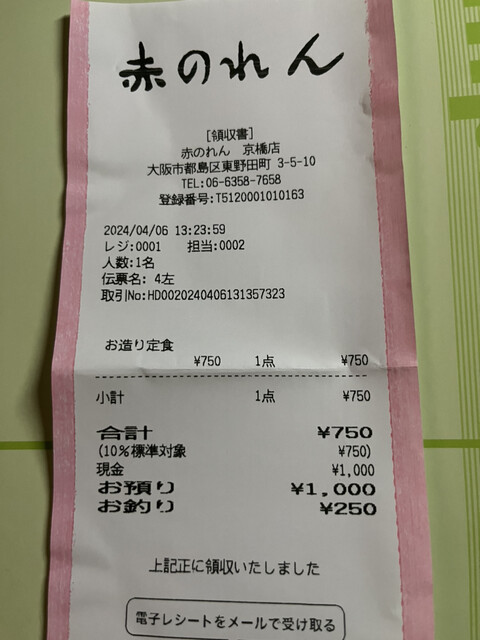 赤のれん
[領収書]
赤のれん 京橋店
大阪市都島区東野田町 3-5-10
TEL:06-6358-7658
登録番号:T5120001010163
2024/04/06 13:23:59
レジ:0001 担当:0002
人数:1名
伝票名: 4左
取引No:HD0020240406131357323
お造り定食
¥750 1点 ¥750
小計 1点 ¥750
合計 ¥750
(10%標準対象 ¥750)
現金 ¥1,000
お預り ¥1,000
お釣り ¥250
上記正に領収いたしました
電子レシートをメールで受け取る